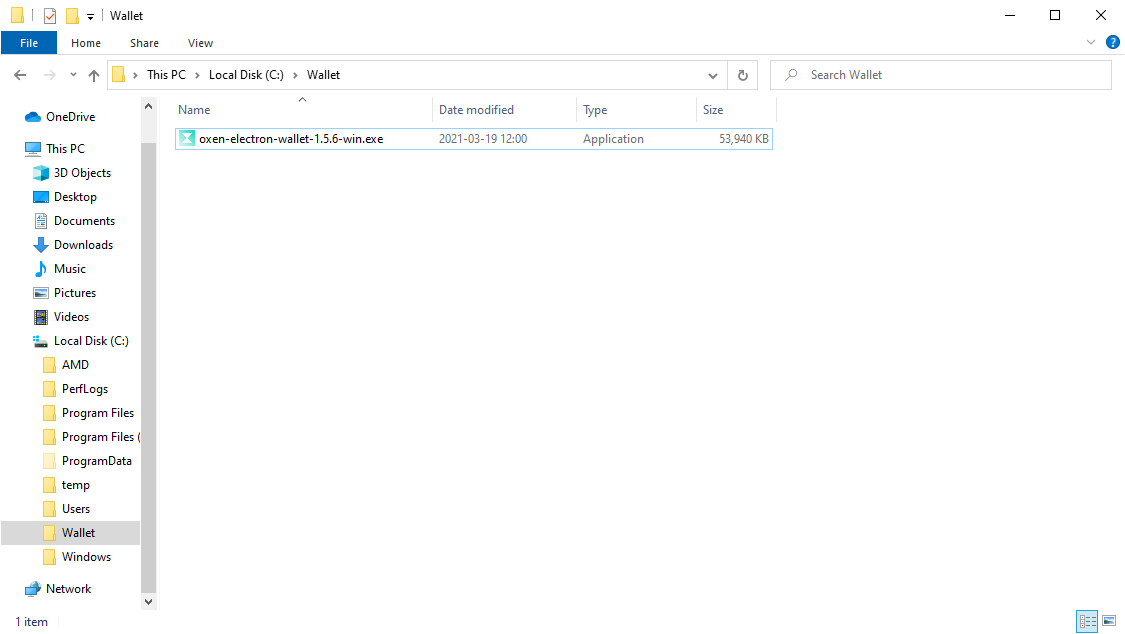 Wallet
File Home Share View
This PC Local Disk (C:) Wallet
Search Wallet
Name Date modified Type Size
oxen-electron-wallet-1.5.6-win.exe 2021-03-19 12:00 Application 53,940 KB
OneDrive
This PC
3D Objects
Desktop
Documents
Downloads
Music
Pictures
Videos
Local Disk (C:)
AMD
PerfLogs
Program Files
Program Files (
ProgramData
temp
Users
Wallet
Windows
Network
1 item